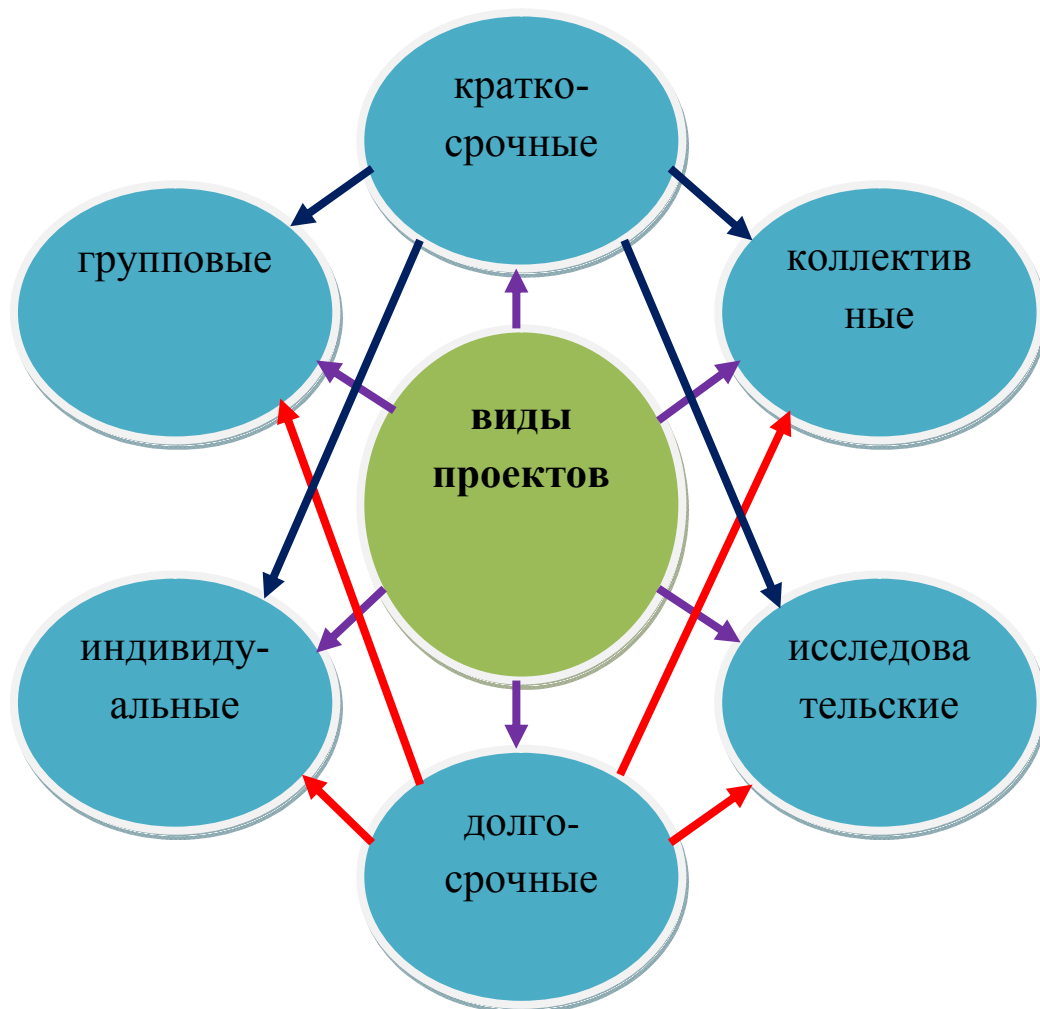 кратко-
срочные
групповые
коллектив
ные
виды
проектов
индивиду-
альные
исследова
тельские
долго-
срочные